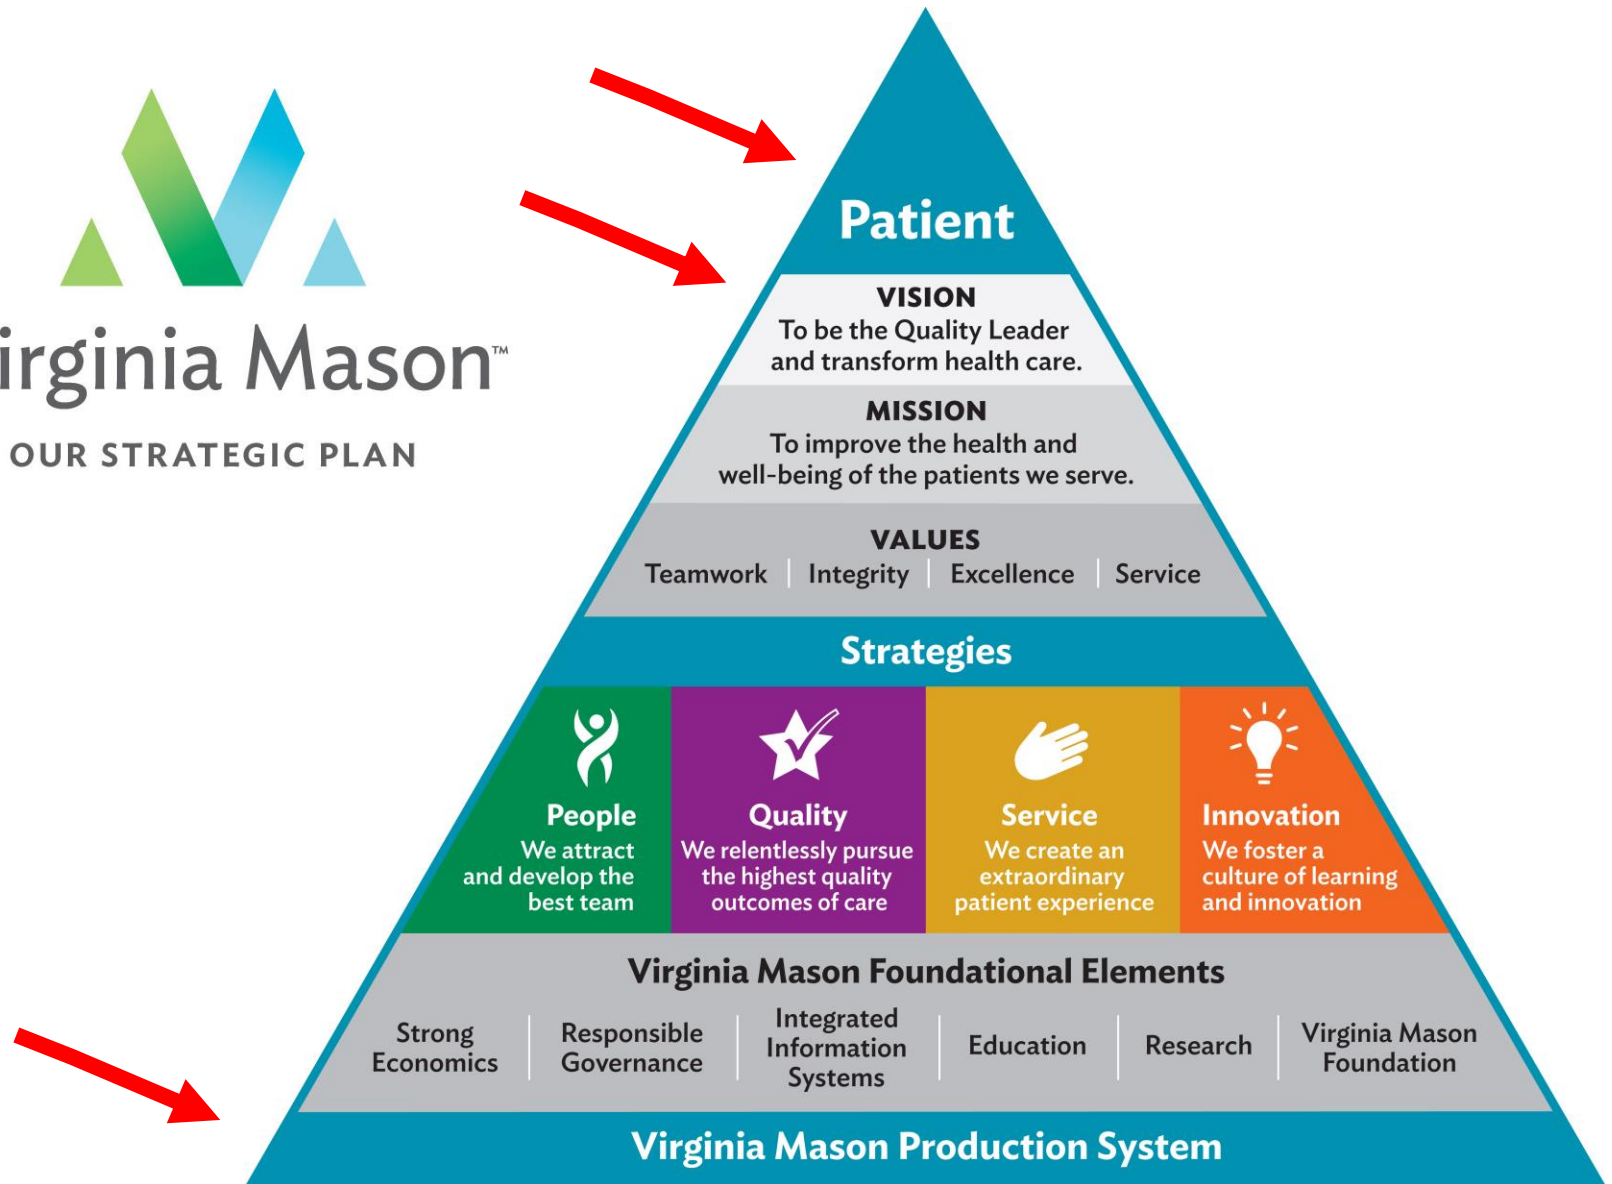 irginia Mason™
OUR STRATEGIC PLAN
Patient
VISION
To be the Quality Leader
and transform health care.
MISSION
To improve the health and
well-being of the patients we serve.
VALUES
Teamwork Integrity Excellence Service
Strategies
People
We attract
and develop the
best team
Quality
We relentlessly pursue
the highest quality
outcomes of care
Service
We create an
extraordinary
patient experience
Innovation
We foster a
culture of learning
and innovation
Virginia Mason Foundational Elements
Strong
Economics
Responsible
Governance
Integrated
Information
Systems
Education
Research
Virginia Mason
Foundation
Virginia Mason Production System